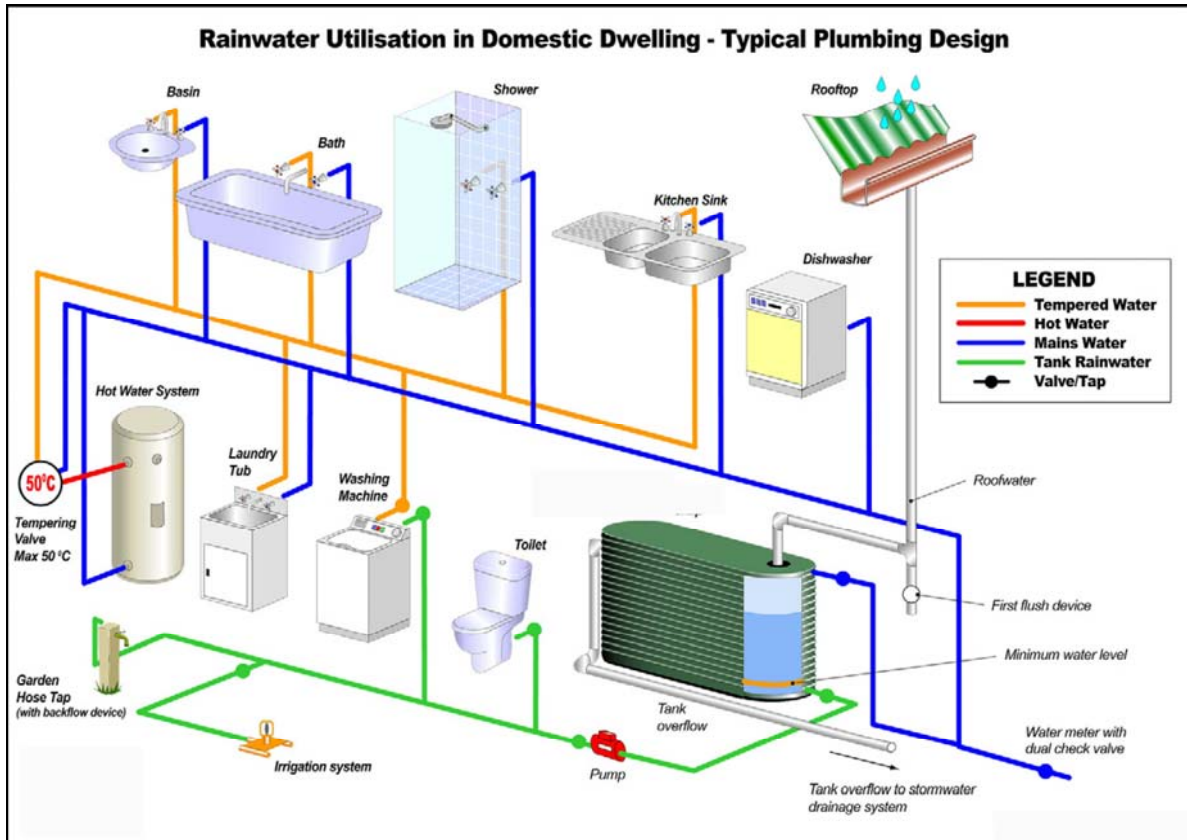 Rainwater Utilisation in Domestic Dwelling - Typical Plumbing Design
Basin
Bath
Shower
Rooftop
Kitchen Sink
Dishwasher
LEGEND
Tempered Water
Hot Water
Mains Water
Tank Rainwater
Valve/Tap
Hot Water System
50⁰C
Tempering
Valve
Max 50 ⁰C
Laundry
Tub
Washing
Machine
Toilet
Roofwater
First flush device
Minimum water level
Garden
Hose Tap
(with backflow device)
Irrigation system
Pump
Tank
overflow
Tank overflow to stormwater
drainage system
Water meter with
dual check valve